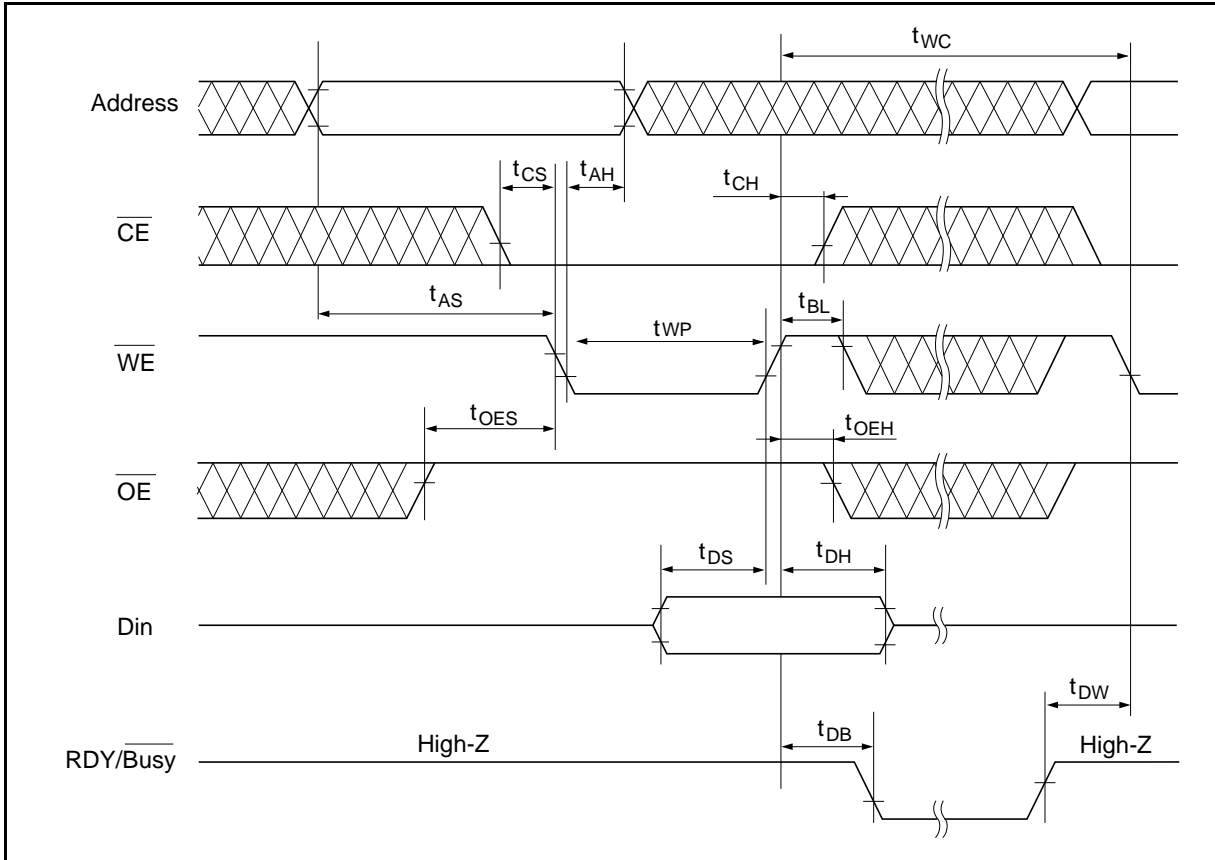 tWC
Address
tCS
tAH
tCH
CE
tAS
tBL
tWP
WE
tOES
tOEH
OE
tDS
tDH
Din
tDW
tDB
High-Z
High-Z
RDY/Busy